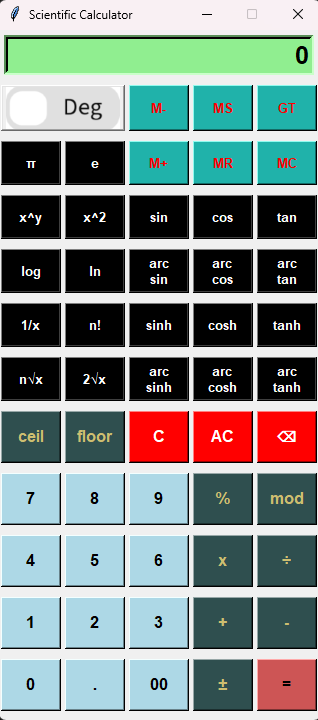 Scientific Calculator
0
Deg M- MS GT
π e M+ MR MC
x^y x^2 sin cos tan
log ln arc sin arc cos arc tan
1/x n! sinh cosh tanh
n√x 2√x arc sinh arc cosh arc tanh
ceil floor C AC ⌫
7 8 9 % mod
4 5 6 x ÷
1 2 3 + -
0 . 00 ± =